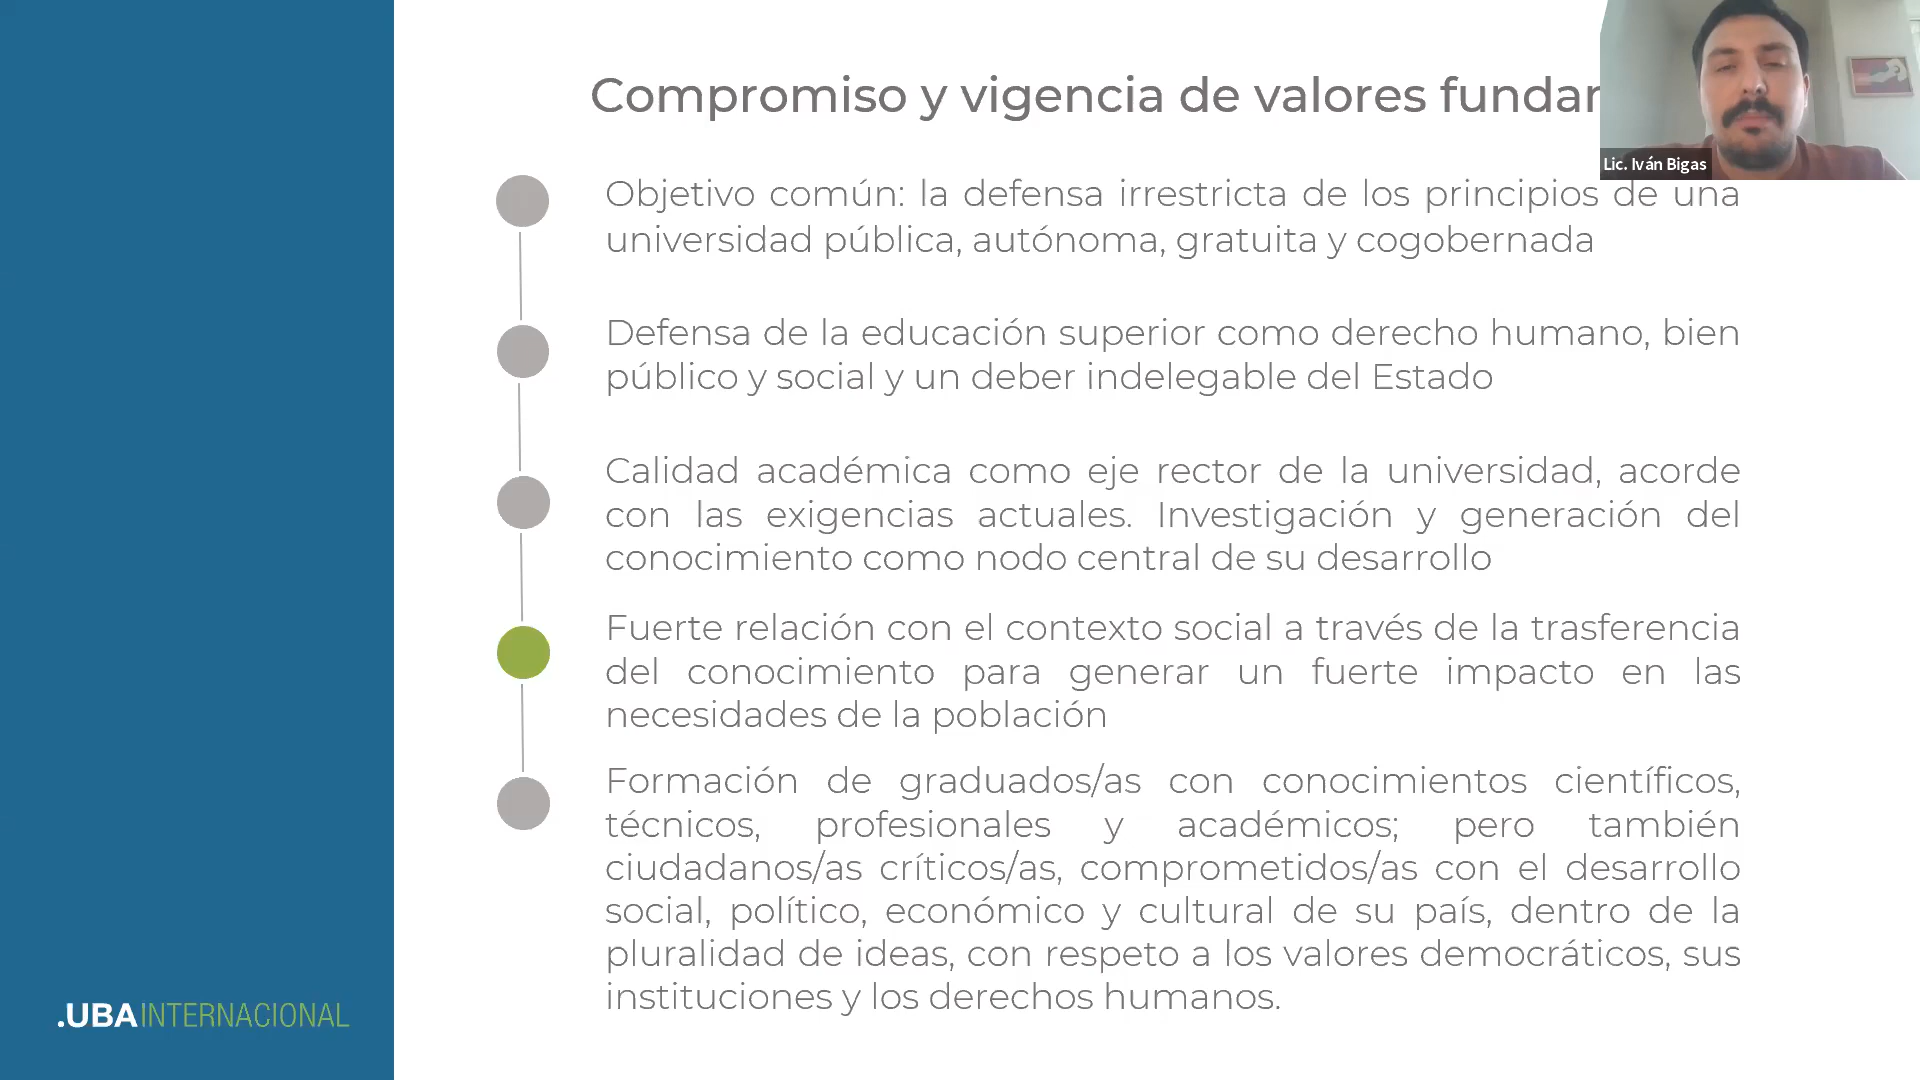 Compromiso y vigencia de valores
Lic. Iván Bigas
Objetivo común: la defensa irrestricta de los principios de una
universidad pública, autónoma, gratuita y cogobernada
Defensa de la educación superior como derecho humano, bien
público y social y un deber indelegable del Estado
Calidad académica como eje rector de la universidad, acorde
con las exigencias actuales. Investigación y generación del
conocimiento como nodo central de su desarrollo
Fuerte relación con el contexto social a través de la trasferencia
del conocimiento para generar un fuerte impacto en las
necesidades de la población
Formación de graduados/as con conocimientos científicos,
técnicos, profesionales y académicos; pero también
ciudadanos/as críticos/as, comprometidos/as con el desarrollo
social, político, económico y cultural de su país, dentro de la
pluralidad de ideas, con respeto a los valores democráticos, sus
instituciones y los derechos humanos.
.UBAINTERNACIONAL